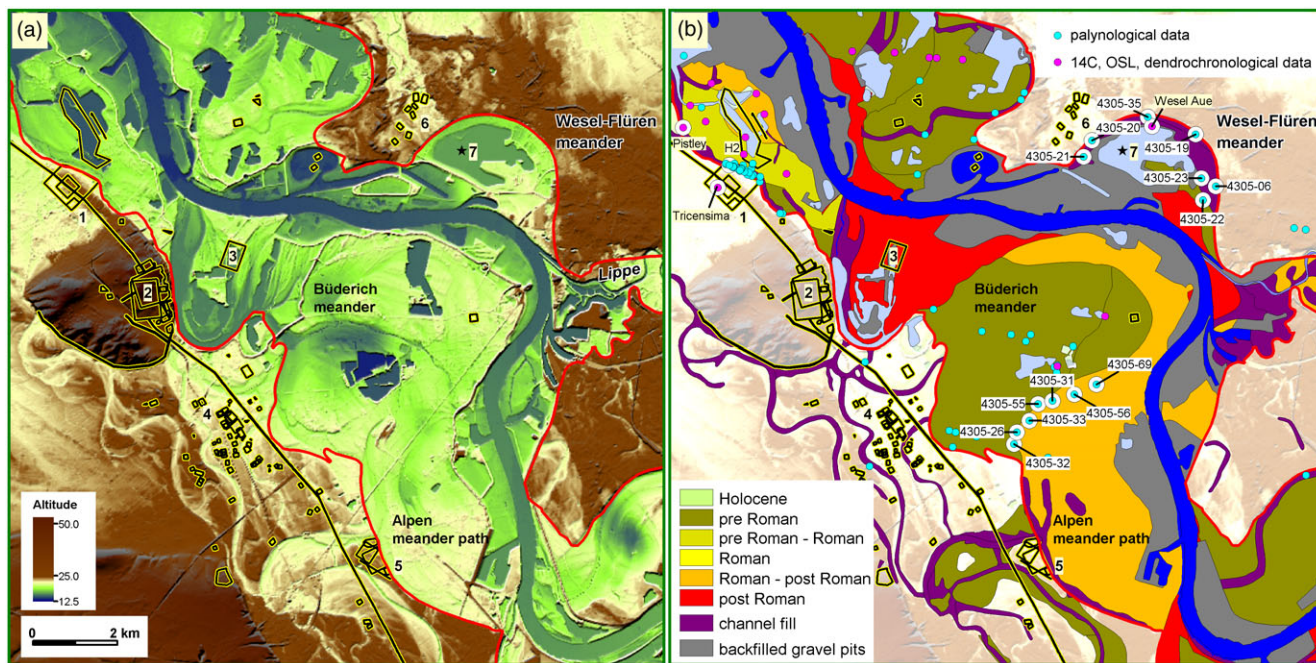 (a)
6
Wesel-Flüren
meander
7
1
3
Lippe
2
Büderich
meander
4
Altitude
50.0
25.0
12.5
Alpen
meander path
5
0 2 km
(b)
palynological data
14C, OSL, dendrochronological data
4305-35
Wesel Aue
6
4305-20
Wesel-Flüren
meander
Pistley
4305-21
7
4305-19
H2
4305-23
4305-06
Tricensima
1
4305-22
3
2
Büderich
meander
4305-69
4305-31
4305-55
4305-56
4
4305-33
4305-26
4305-32
Holocene
pre Roman
pre Roman - Roman
Roman
Roman - post Roman
post Roman
channel fill
backfilled gravel pits
Alpen
meander path
5